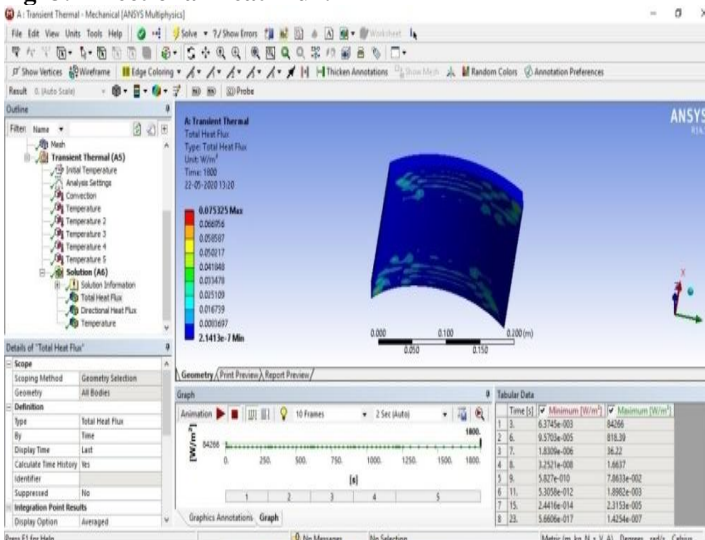 A : Transient Thermal - Mechanical [ANSYS Multiphysics]
File Edit View Units Tools Help Solve ?/Show Errors Worksheet
Show Vertices Wireframe Edge Coloring Thicken Annotations Show Mesh Random Colors Annotation Preferences
Result 0. (Auto Scale) Probe
Outline
Filter: Name
Mesh
Transient Thermal (A5)
Initial Temperature
Analysis Settings
Convection
Temperature
Temperature 2
Temperature 3
Temperature 4
Temperature 5
Solution (A6)
Solution Information
Total Heat Flux
Directional Heat Flux
Temperature
A: Transient Thermal
Total Heat Flux
Type: Total Heat Flux
Unit: W/m²
Time: 1800
22-05-2020 13:20
0.075325 Max
0.066956
0.058587
0.050217
0.041848
0.033478
0.025109
0.016739
0.0083697
2.1413e-7 Min
ANSYS
0.000 0.100 0.200 (m)
0.050 0.150
X
Geometry Print Preview Report Preview
Details of "Total Heat Flux"
Scope
Scoping Method Geometry Selection
Geometry All Bodies
Definition
Type Total Heat Flux
By Time
Display Time Last
Calculate Time History Yes
Identifier
Suppressed No
Integration Point Results
Display Option Averaged
Graph
Animation 10 Frames 2 Sec (Auto)
1800.
[W/m²]
84266
0. 250. 500. 750. 1000. 1250. 1500. 1800.
[s]
1 2 3 4 5
Graphics Annotations Graph
Tabular Data
Time [s] Minimum [W/m²] Maximum [W/m²]
1 3. 6.3745e-003 84266
2 6. 9.5703e-005 818.39
3 7. 1.8309e-006 36.22
4 8. 3.2521e-008 1.6637
5 9. 5.827e-010 7.8633e-002
6 11. 5.3058e-012 1.8982e-003
7 15. 2.4416e-014 2.3153e-005
8 23. 5.6606e-017 1.4254e-007
Press F1 for Help No Messages No Selection Metric (m, kg, N, s, V, A) Degrees rad/s Celsius